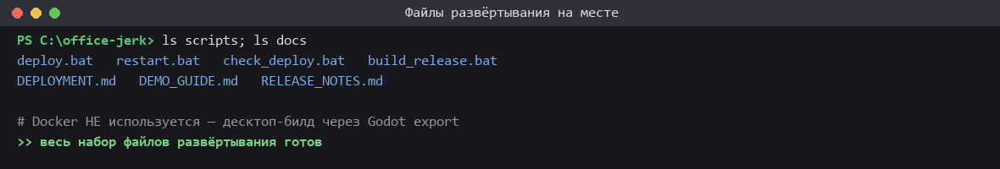 Файлы развёртывания на месте
PS C:\office-jerk> ls scripts; ls docs
deploy.bat   restart.bat   check_deploy.bat   build_release.bat
DEPLOYMENT.md   DEMO_GUIDE.md   RELEASE_NOTES.md
# Docker НЕ используется — десктоп-билд через Godot export
>> весь набор файлов развёртывания готов